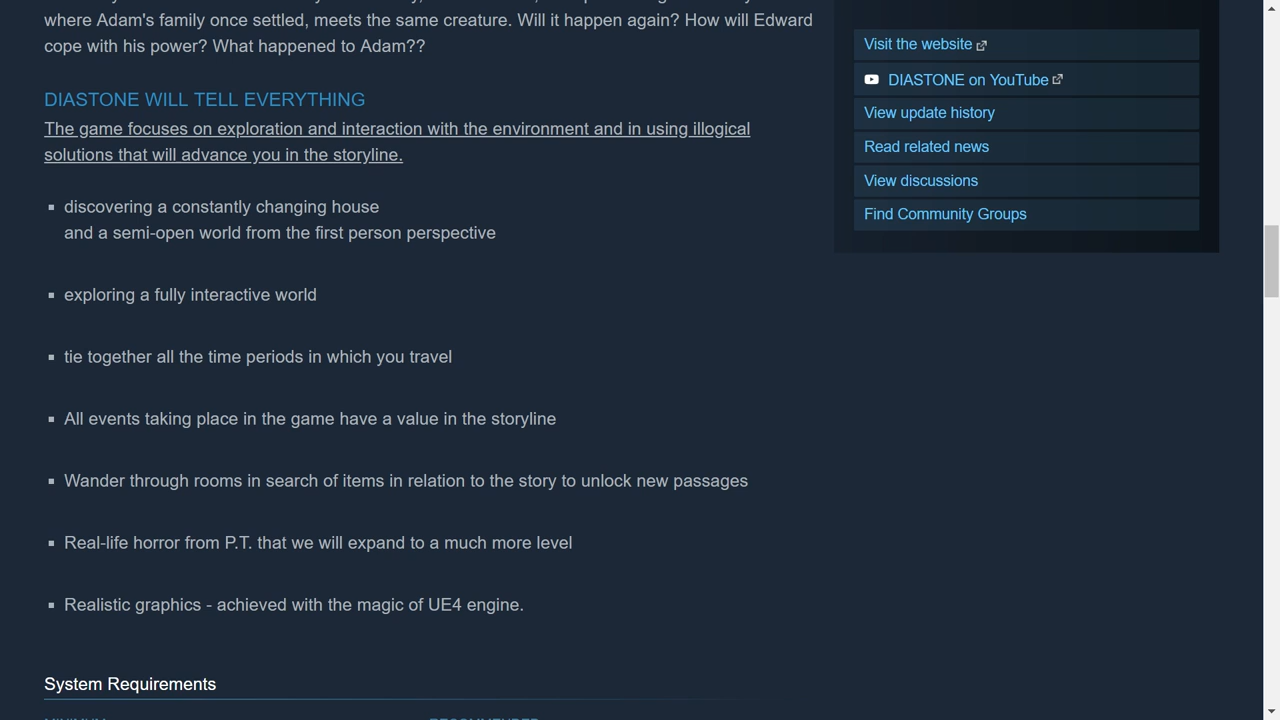 where Adam's family once settled, meets the same creature. Will it happen again? How will Edward
cope with his power? What happened to Adam??
DIASTONE WILL TELL EVERYTHING
The game focuses on exploration and interaction with the environment and in using illogical
solutions that will advance you in the storyline.
discovering a constantly changing house
and a semi-open world from the first person perspective
exploring a fully interactive world
tie together all the time periods in which you travel
All events taking place in the game have a value in the storyline
Wander through rooms in search of items in relation to the story to unlock new passages
Real-life horror from P.T. that we will expand to a much more level
Realistic graphics - achieved with the magic of UE4 engine.
System Requirements
Visit the website
DIASTONE on YouTube
View update history
Read related news
View discussions
Find Community Groups